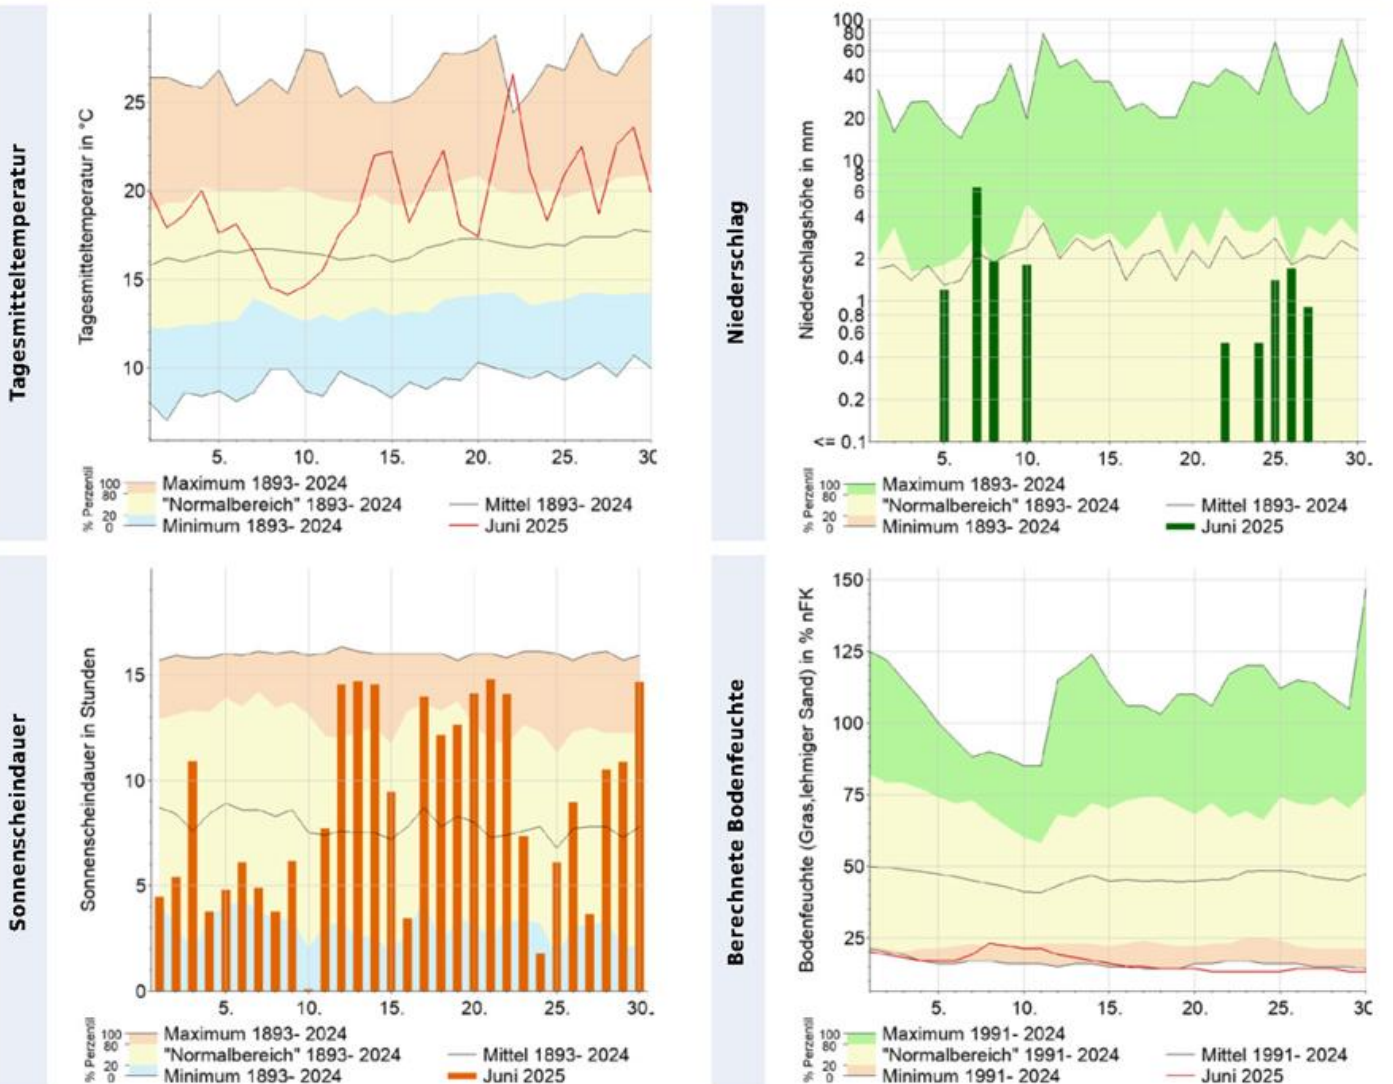 Tagesmitteltemperatur
Tagesmitteltemperatur in °C
25
20
15
10
5.
10.
15.
20.
25.
30
% Perzentil
100
80
20
0
Maximum 1893- 2024
"Normalbereich" 1893- 2024
Minimum 1893- 2024
Mittel 1893- 2024
Juni 2025
Niederschlag
Niederschlagshöhe in mm
100
80
60
40
20
10
8
6
4
2
1
0.8
0.6
0.4
0.2
<= 0.1
5.
10.
15.
20.
25.
30.
% Perzentil
100
80
20
0
Maximum 1893- 2024
"Normalbereich" 1893- 2024
Minimum 1893- 2024
Mittel 1893- 2024
Juni 2025
Sonnenscheindauer
Sonnenscheindauer in Stunden
15
10
5
0
5.
10.
15.
20.
25.
30.
% Perzentil
100
80
20
0
Maximum 1893- 2024
"Normalbereich" 1893- 2024
Minimum 1893- 2024
Mittel 1893- 2024
Juni 2025
Berechnete Bodenfeuchte
Bodenfeuchte (Gras,lehmiger Sand) in % nFK
150
125
100
75
50
25
5.
10.
15.
20.
25.
30
% Perzentil
100
80
20
0
Maximum 1991- 2024
"Normalbereich" 1991- 2024
Minimum 1991- 2024
Mittel 1991- 2024
Juni 2025